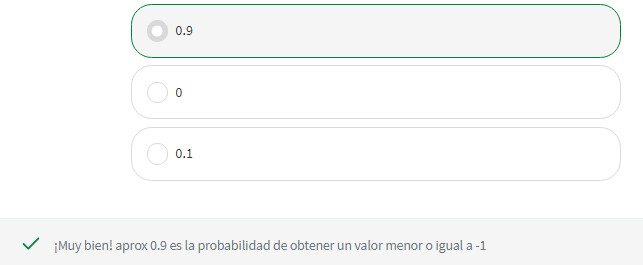 0.9
0
0.1
¡Muy bien! aprox 0.9 es la probabilidad de obtener un valor menor o igual a -1